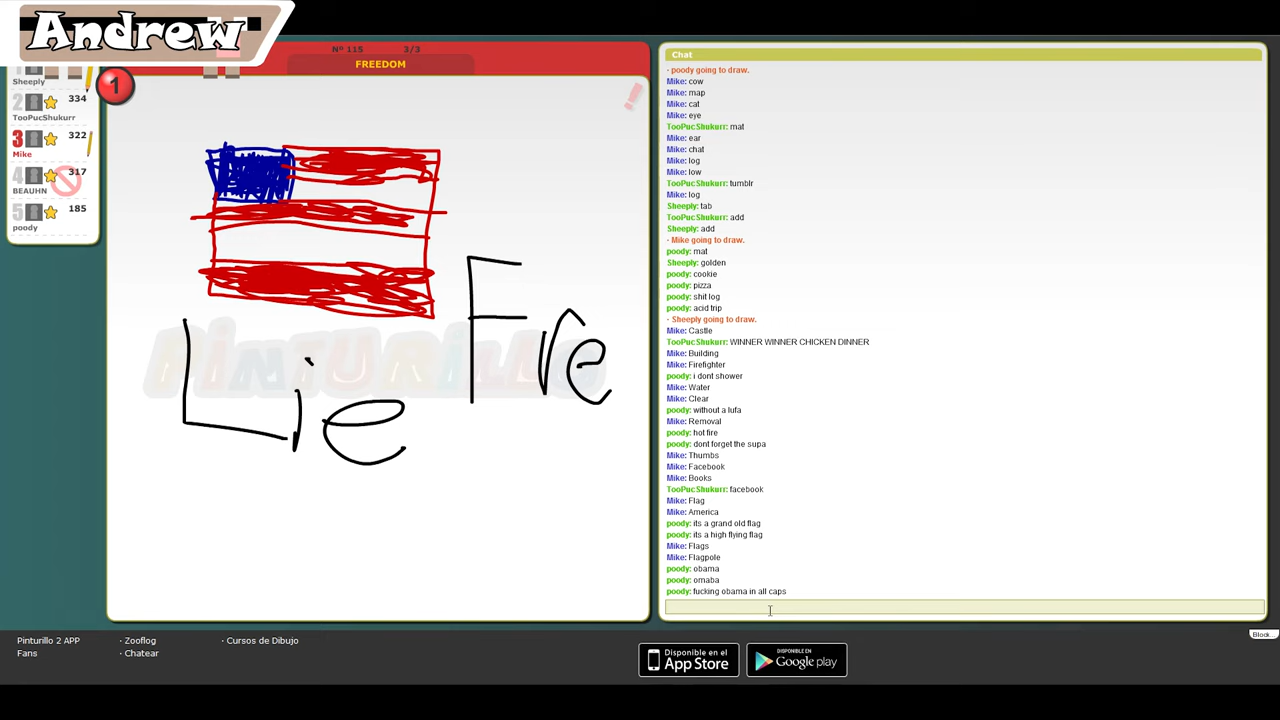 Andrew
Nº 115 3/3
FREEDOM
1
Sheeply
2 334
TooPucShukurr
3 322
Mike
4 317
BEAUHN
5 185
poody
!
Lie
Fre
PINTURILLO
Chat
- poody going to draw.
Mike: cow
Mike: map
Mike: cat
Mike: eye
TooPucShukurr: mat
Mike: ear
Mike: chat
Mike: log
Mike: low
TooPucShukurr: tumblr
Mike: log
Sheeply: tab
TooPucShukurr: add
Sheeply: add
- Mike going to draw.
poody: mat
Sheeply: golden
poody: cookie
poody: pizza
poody: shit log
poody: acid trip
- Sheeply going to draw.
Mike: Castle
TooPucShukurr: WINNER WINNER CHICKEN DINNER
Mike: Building
Mike: Firefighter
poody: i dont shower
Mike: Water
Mike: Clear
poody: without a lufa
Mike: Removal
poody: hot fire
poody: dont forget the supa
Mike: Thumbs
Mike: Facebook
Mike: Books
TooPucShukurr: facebook
Mike: Flag
Mike: America
poody: its a grand old flag
poody: its a high flying flag
Mike: Flags
Mike: Flagpole
poody: obama
poody: omaba
poody: fucking obama in all caps
Block...
Pinturillo 2 APP · Zooflog · Cursos de Dibujo
Fans · Chatear
Disponible en el
App Store
DISPONIBLE EN
Google play